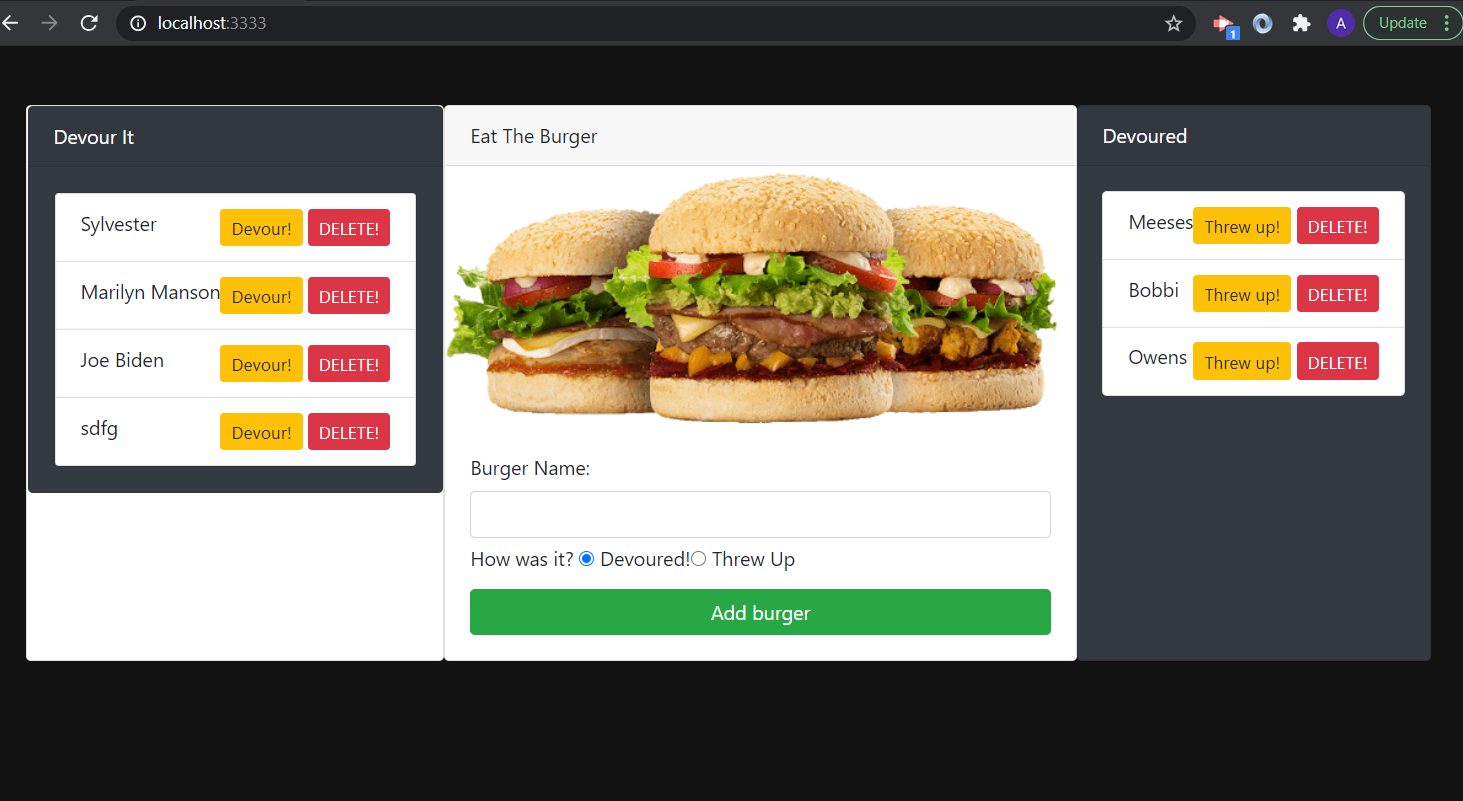 localhost:3333
1
A
Update
Devour It
Sylvester Devour! DELETE!
Marilyn Manson Devour! DELETE!
Joe Biden Devour! DELETE!
sdfg Devour! DELETE!
Eat The Burger
Burger Name:
How was it? Devoured! Threw Up
Add burger
Devoured
Meeses Threw up! DELETE!
Bobbi Threw up! DELETE!
Owens Threw up! DELETE!